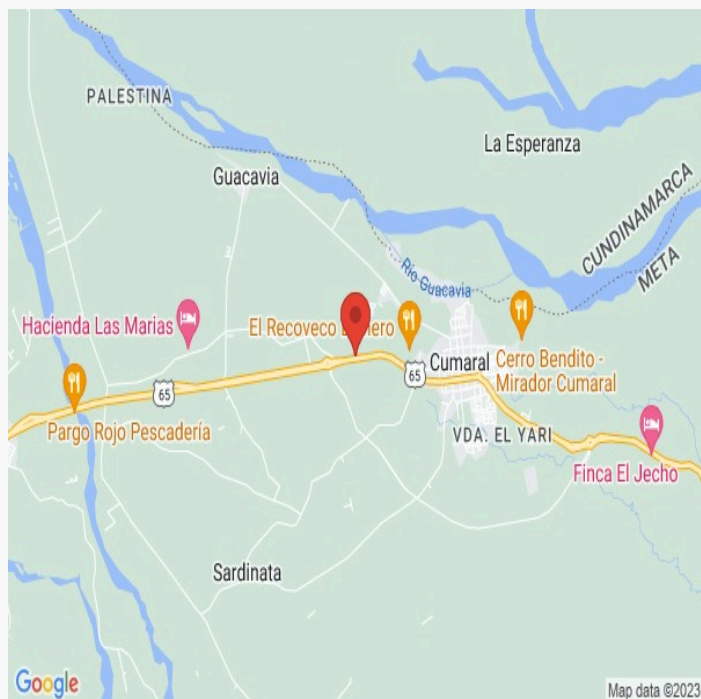 PALESTINA
La Esperanza
Guacavia
CUNDINAMARCA
META
Río Guacavia
Hacienda Las Marias
El Recoveco
65
65
Cumaral
Cerro Bendito -
Mirador Cumaral
Pargo Rojo Pescadería
VDA. EL YARI
Finca El Jecho
Sardinata
Google
Map data ©2023